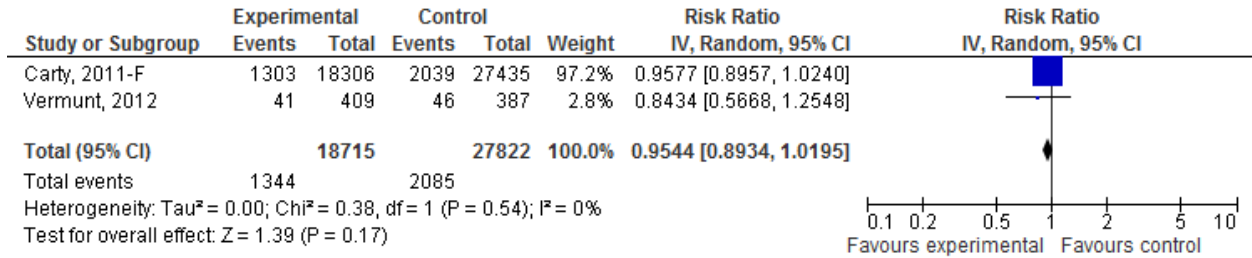 Experimental Control Risk Ratio Risk Ratio
Study or Subgroup Events Total Events Total Weight IV, Random, 95% CI IV, Random, 95% CI
Carty, 2011-F 1303 18306 2039 27435 97.2% 0.9577 [0.8957, 1.0240]
Vermunt, 2012 41 409 46 387 2.8% 0.8434 [0.5668, 1.2548]
Total (95% CI) 18715 27822 100.0% 0.9544 [0.8934, 1.0195]
Total events 1344 2085
Heterogeneity: Tau² = 0.00; Chi² = 0.38, df = 1 (P = 0.54); I² = 0%
Test for overall effect: Z = 1.39 (P = 0.17)
0.1 0.2 0.5 1 2 5 10
Favours experimental Favours control